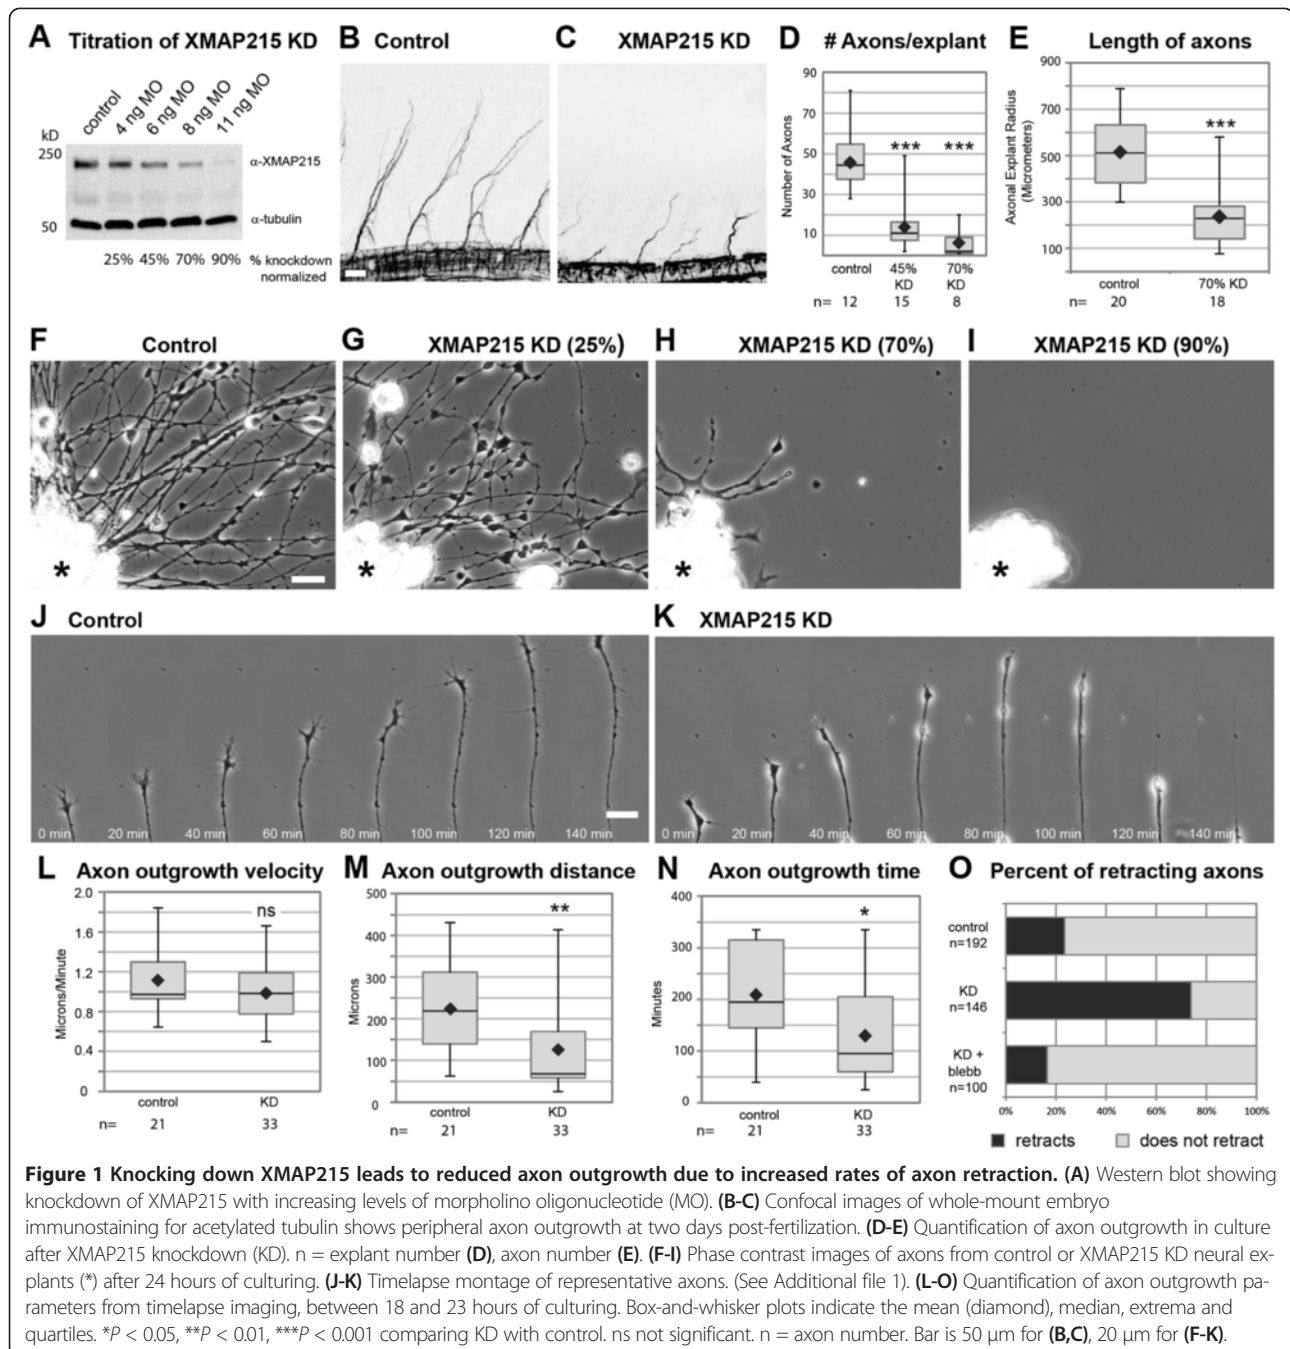 A Titration of XMAP215 KD
control
4 ng MO
6 ng MO
8 ng MO
11 ng MO
kD
250
α-XMAP215
50
α-tubulin
25% 45% 70% 90% % knockdown
normalized
B Control
C XMAP215 KD
D # Axons/explant
Number of Axons
90
70
50
30
10
*** ***
control 45% 70%
KD KD
n= 12 15 8
E Length of axons
Axonal Explant Radius
(Micrometers)
900
700
500
300
100
***
control 70% KD
n= 20 18
F Control
*
G XMAP215 KD (25%)
*
H XMAP215 KD (70%)
*
I XMAP215 KD (90%)
*
J Control
0 min 20 min 40 min 60 min 80 min 100 min 120 min 140 min
K XMAP215 KD
0 min 20 min 40 min 60 min 80 min 100 min 120 min 140 min
L Axon outgrowth velocity
Microns/Minute
2.0
1.6
1.2
0.8
0.4
0
ns
control KD
n= 21 33
M Axon outgrowth distance
Microns
500
400
300
200
100
0
**
control KD
n= 21 33
N Axon outgrowth time
Minutes
400
300
200
100
0
*
control KD
n= 21 33
O Percent of retracting axons
control
n=192
KD
n=146
KD +
blebb
n=100
0% 20% 40% 60% 80% 100%
retracts does not retract
Figure 1 Knocking down XMAP215 leads to reduced axon outgrowth due to increased rates of axon retraction. (A) Western blot showing
knockdown of XMAP215 with increasing levels of morpholino oligonucleotide (MO). (B-C) Confocal images of whole-mount embryo
immunostaining for acetylated tubulin shows peripheral axon outgrowth at two days post-fertilization. (D-E) Quantification of axon outgrowth in culture
after XMAP215 knockdown (KD). n = explant number (D), axon number (E). (F-I) Phase contrast images of axons from control or XMAP215 KD neural ex-
plants (*) after 24 hours of culturing. (J-K) Timelapse montage of representative axons. (See Additional file 1). (L-O) Quantification of axon outgrowth pa-
rameters from timelapse imaging, between 18 and 23 hours of culturing. Box-and-whisker plots indicate the mean (diamond), median, extrema and
quartiles. *P < 0.05, **P < 0.01, ***P < 0.001 comparing KD with control. ns not significant. n = axon number. Bar is 50 μm for (B,C), 20 μm for (F-K).